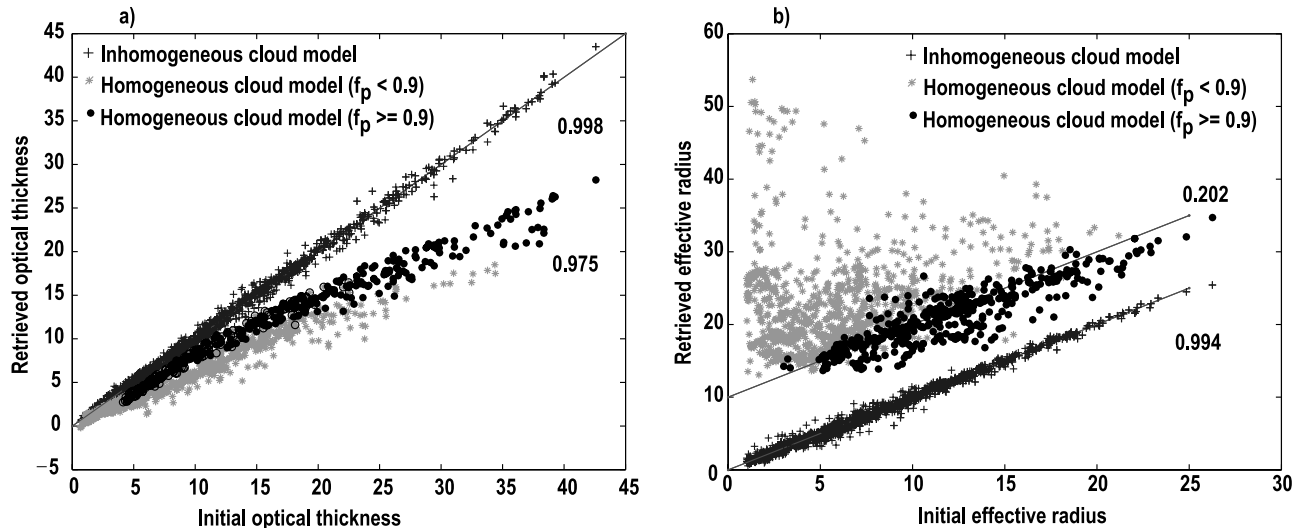 a)
45
40
35
30
25
20
15
10
5
0
−5
Retrieved optical thickness
Inhomogeneous cloud model
Homogeneous cloud model (fp < 0.9)
Homogeneous cloud model (fp >= 0.9)
0.998
0.975
0 5 10 15 20 25 30 35 40 45
Initial optical thickness
b)
60
50
40
30
20
10
0
Retrieved effective radius
Inhomogeneous cloud model
Homogeneous cloud model (fp < 0.9)
Homogeneous cloud model (fp >= 0.9)
0.202
0.994
0 5 10 15 20 25 30
Initial effective radius